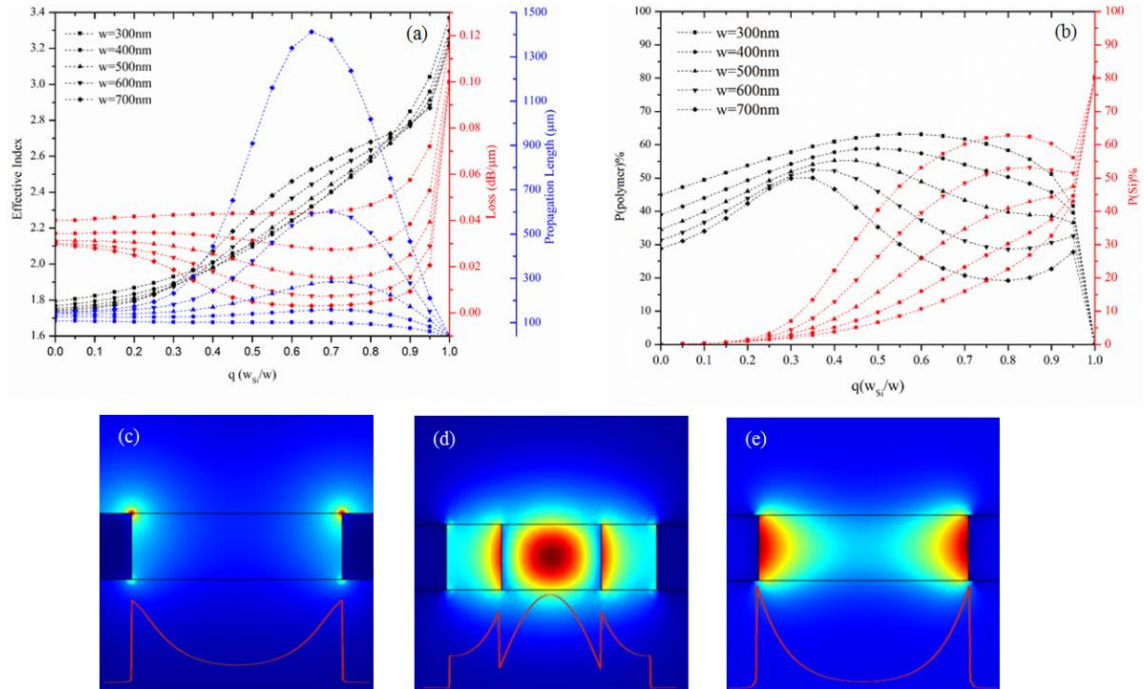 (a)
3.4
3.2
3.0
2.8
2.6
2.4
2.2
2.0
1.8
1.6
Effective Index
w=300nm
w=400nm
w=500nm
w=600nm
w=700nm
0.0 0.1 0.2 0.3 0.4 0.5 0.6 0.7 0.8 0.9 1.0
q (wSi/w)
0.12
0.10
0.08
0.06
0.04
0.02
0.00
Loss (dB/μm)
1500
1400
1300
1100
900
700
500
300
100
Propagation Length (μm)
(b)
100
90
80
70
60
50
40
30
20
10
0
P(polymer)%
w=300nm
w=400nm
w=500nm
w=600nm
w=700nm
0.0 0.1 0.2 0.3 0.4 0.5 0.6 0.7 0.8 0.9 1.0
q(wSi/w)
100
90
80
70
60
50
40
30
20
10
0
P(Si)%
(c)
(d)
(e)